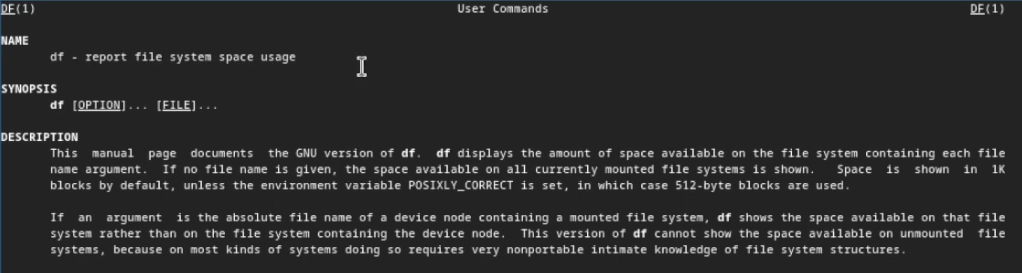 DF(1) User Commands DF(1)
NAME
df - report file system space usage
SYNOPSIS
df [OPTION]... [FILE]...
DESCRIPTION
This manual page documents the GNU version of df. df displays the amount of space available on the file system containing each file
name argument. If no file name is given, the space available on all currently mounted file systems is shown. Space is shown in 1K
blocks by default, unless the environment variable POSIXLY_CORRECT is set, in which case 512-byte blocks are used.
If an argument is the absolute file name of a device node containing a mounted file system, df shows the space available on that file
system rather than on the file system containing the device node. This version of df cannot show the space available on unmounted file
systems, because on most kinds of systems doing so requires very nonportable intimate knowledge of file system structures.